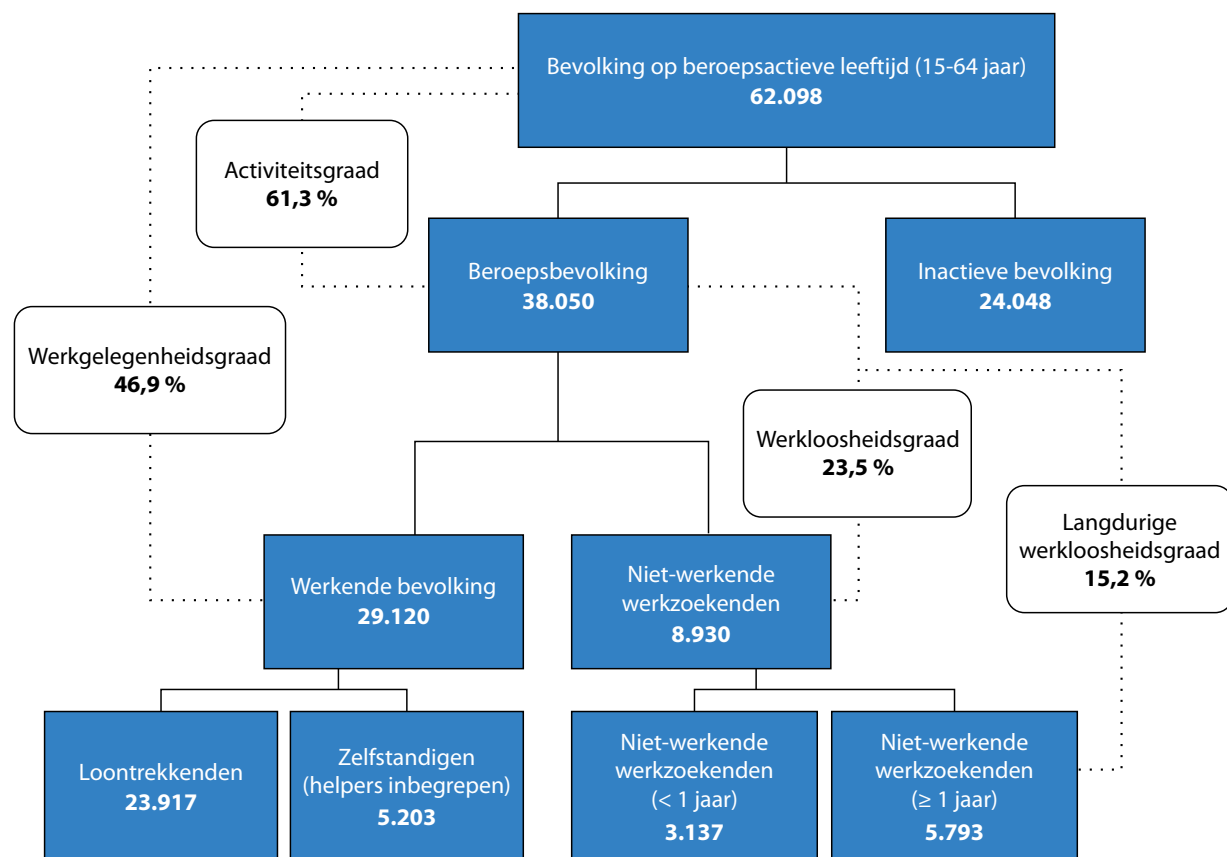 Bevolking op beroepsactieve leeftijd (15-64 jaar)
62.098
Activiteitsgraad
61,3 %
Beroepsbevolking
38.050
Inactieve bevolking
24.048
Werkgelegenheidsgraad
46,9 %
Werkloosheidsgraad
23,5 %
Langdurige
werkloosheidsgraad
15,2 %
Werkende bevolking
29.120
Niet-werkende
werkzoekenden
8.930
Loontrekkenden
23.917
Zelfstandigen
(helpers inbegrepen)
5.203
Niet-werkende
werkzoekenden
(< 1 jaar)
3.137
Niet-werkende
werkzoekenden
(≥ 1 jaar)
5.793